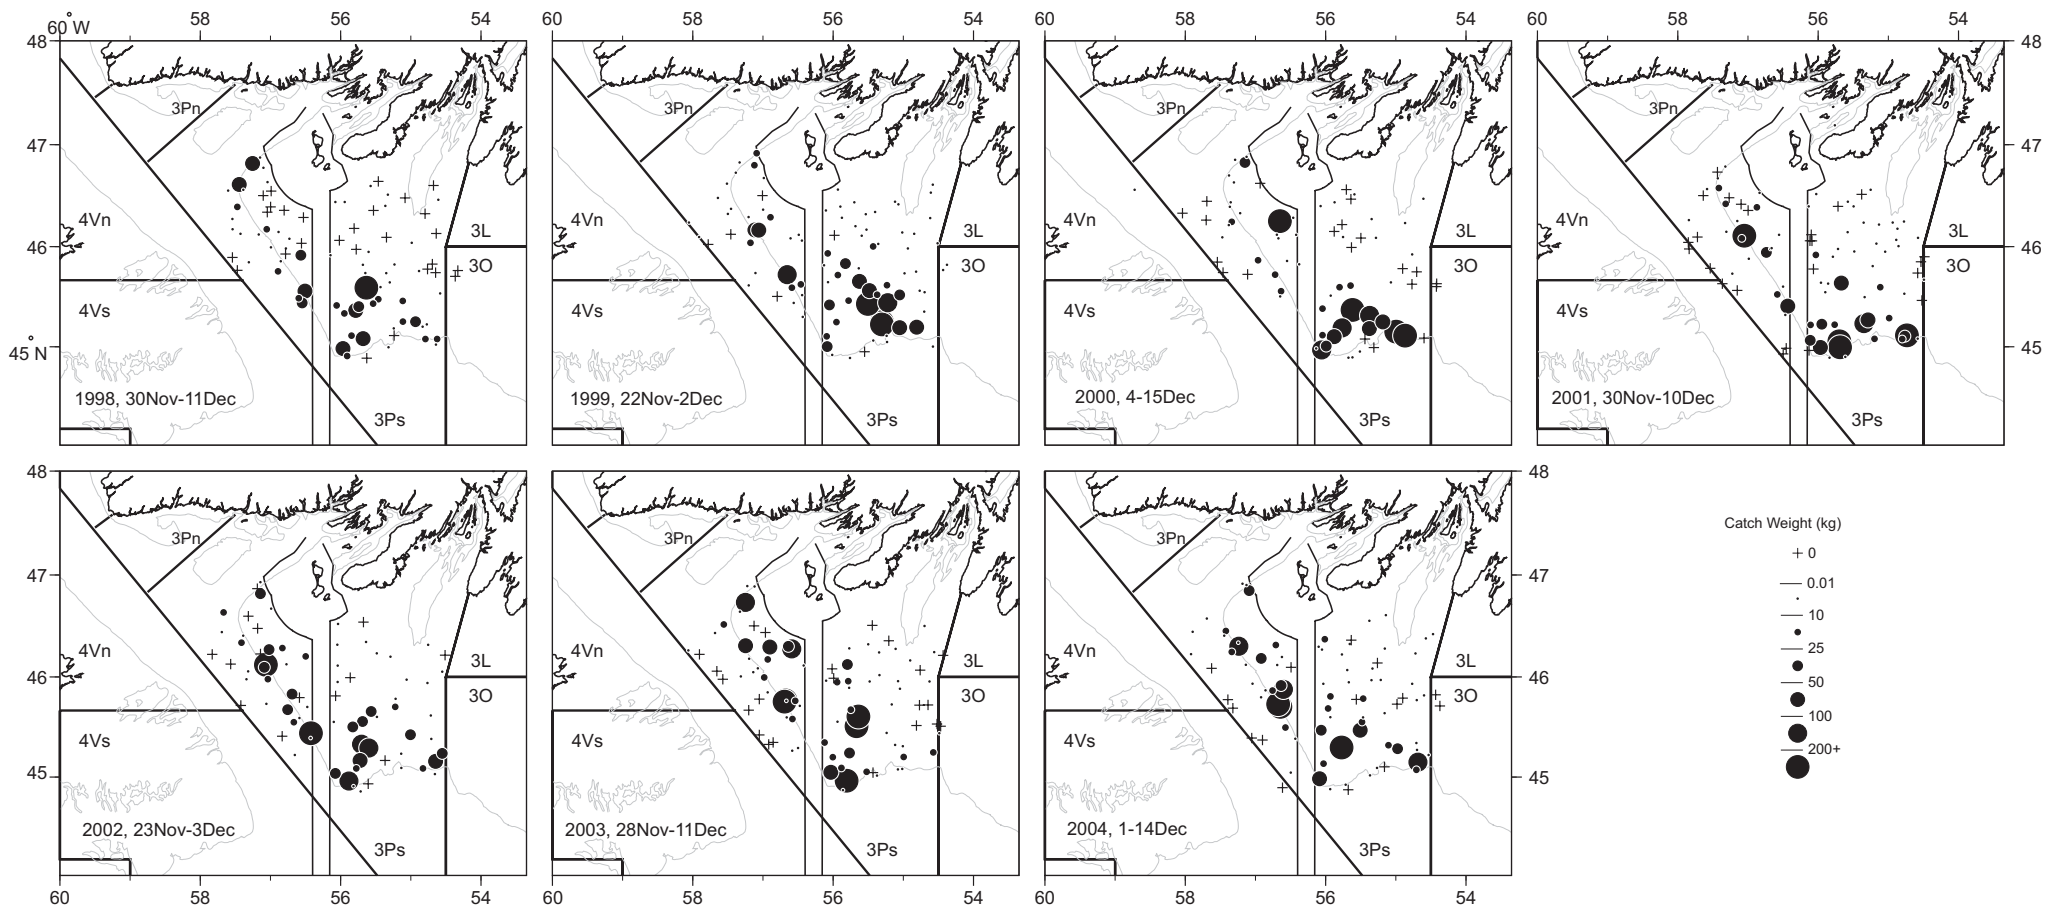 60°W 58 56 54
58 56 54
60 58 56 54
60 58 56 54
48
47
46
45°N
3Pn
4Vn
4Vs
3L
3O
3Ps
1998, 30Nov-11Dec
3Pn
4Vn
4Vs
3L
3O
3Ps
1999, 22Nov-2Dec
3Pn
4Vn
4Vs
3L
3O
3Ps
2000, 4-15Dec
3Pn
4Vn
4Vs
3L
3O
3Ps
2001, 30Nov-10Dec
48
47
46
45
48
47
46
45
3Pn
4Vn
4Vs
3L
3O
3Ps
2002, 23Nov-3Dec
3Pn
4Vn
4Vs
3L
3O
3Ps
2003, 28Nov-11Dec
3Pn
4Vn
4Vs
3L
3O
3Ps
2004, 1-14Dec
48
47
46
45
60 58 56 54
60 58 56 54
60 58 56 54
Catch Weight (kg)
0
0.01
10
25
50
100
200+